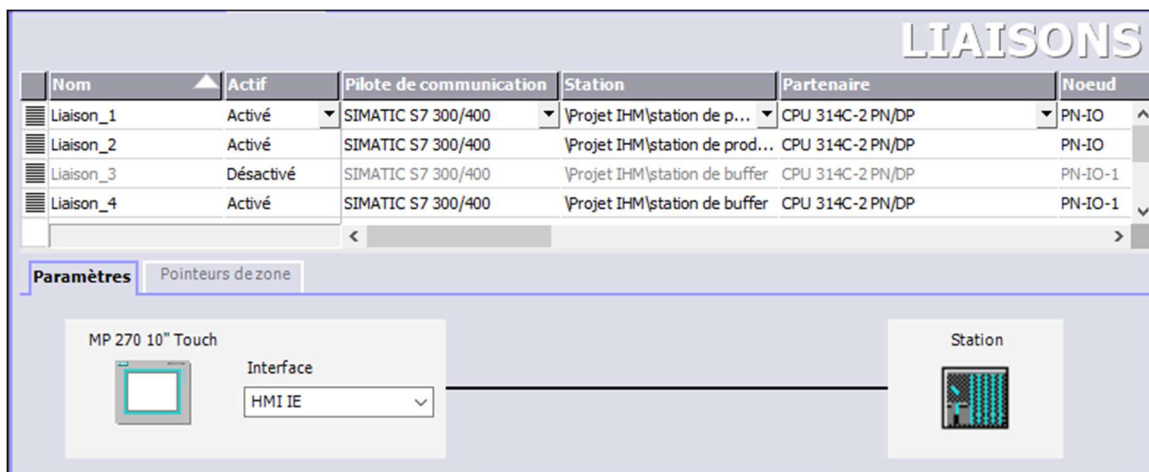 LIAISONS
Nom Actif Pilote de communication Station Partenaire Noeud
Liaison_1 Activé SIMATIC S7 300/400 \Projet IHM\station de p... CPU 314C-2 PN/DP PN-IO
Liaison_2 Activé SIMATIC S7 300/400 \Projet IHM\station de prod... CPU 314C-2 PN/DP PN-IO
Liaison_3 Désactivé SIMATIC S7 300/400 \Projet IHM\station de buffer CPU 314C-2 PN/DP PN-IO-1
Liaison_4 Activé SIMATIC S7 300/400 \Projet IHM\station de buffer CPU 314C-2 PN/DP PN-IO-1
Paramètres Pointeurs de zone
MP 270 10" Touch Station
Interface
HMI IE